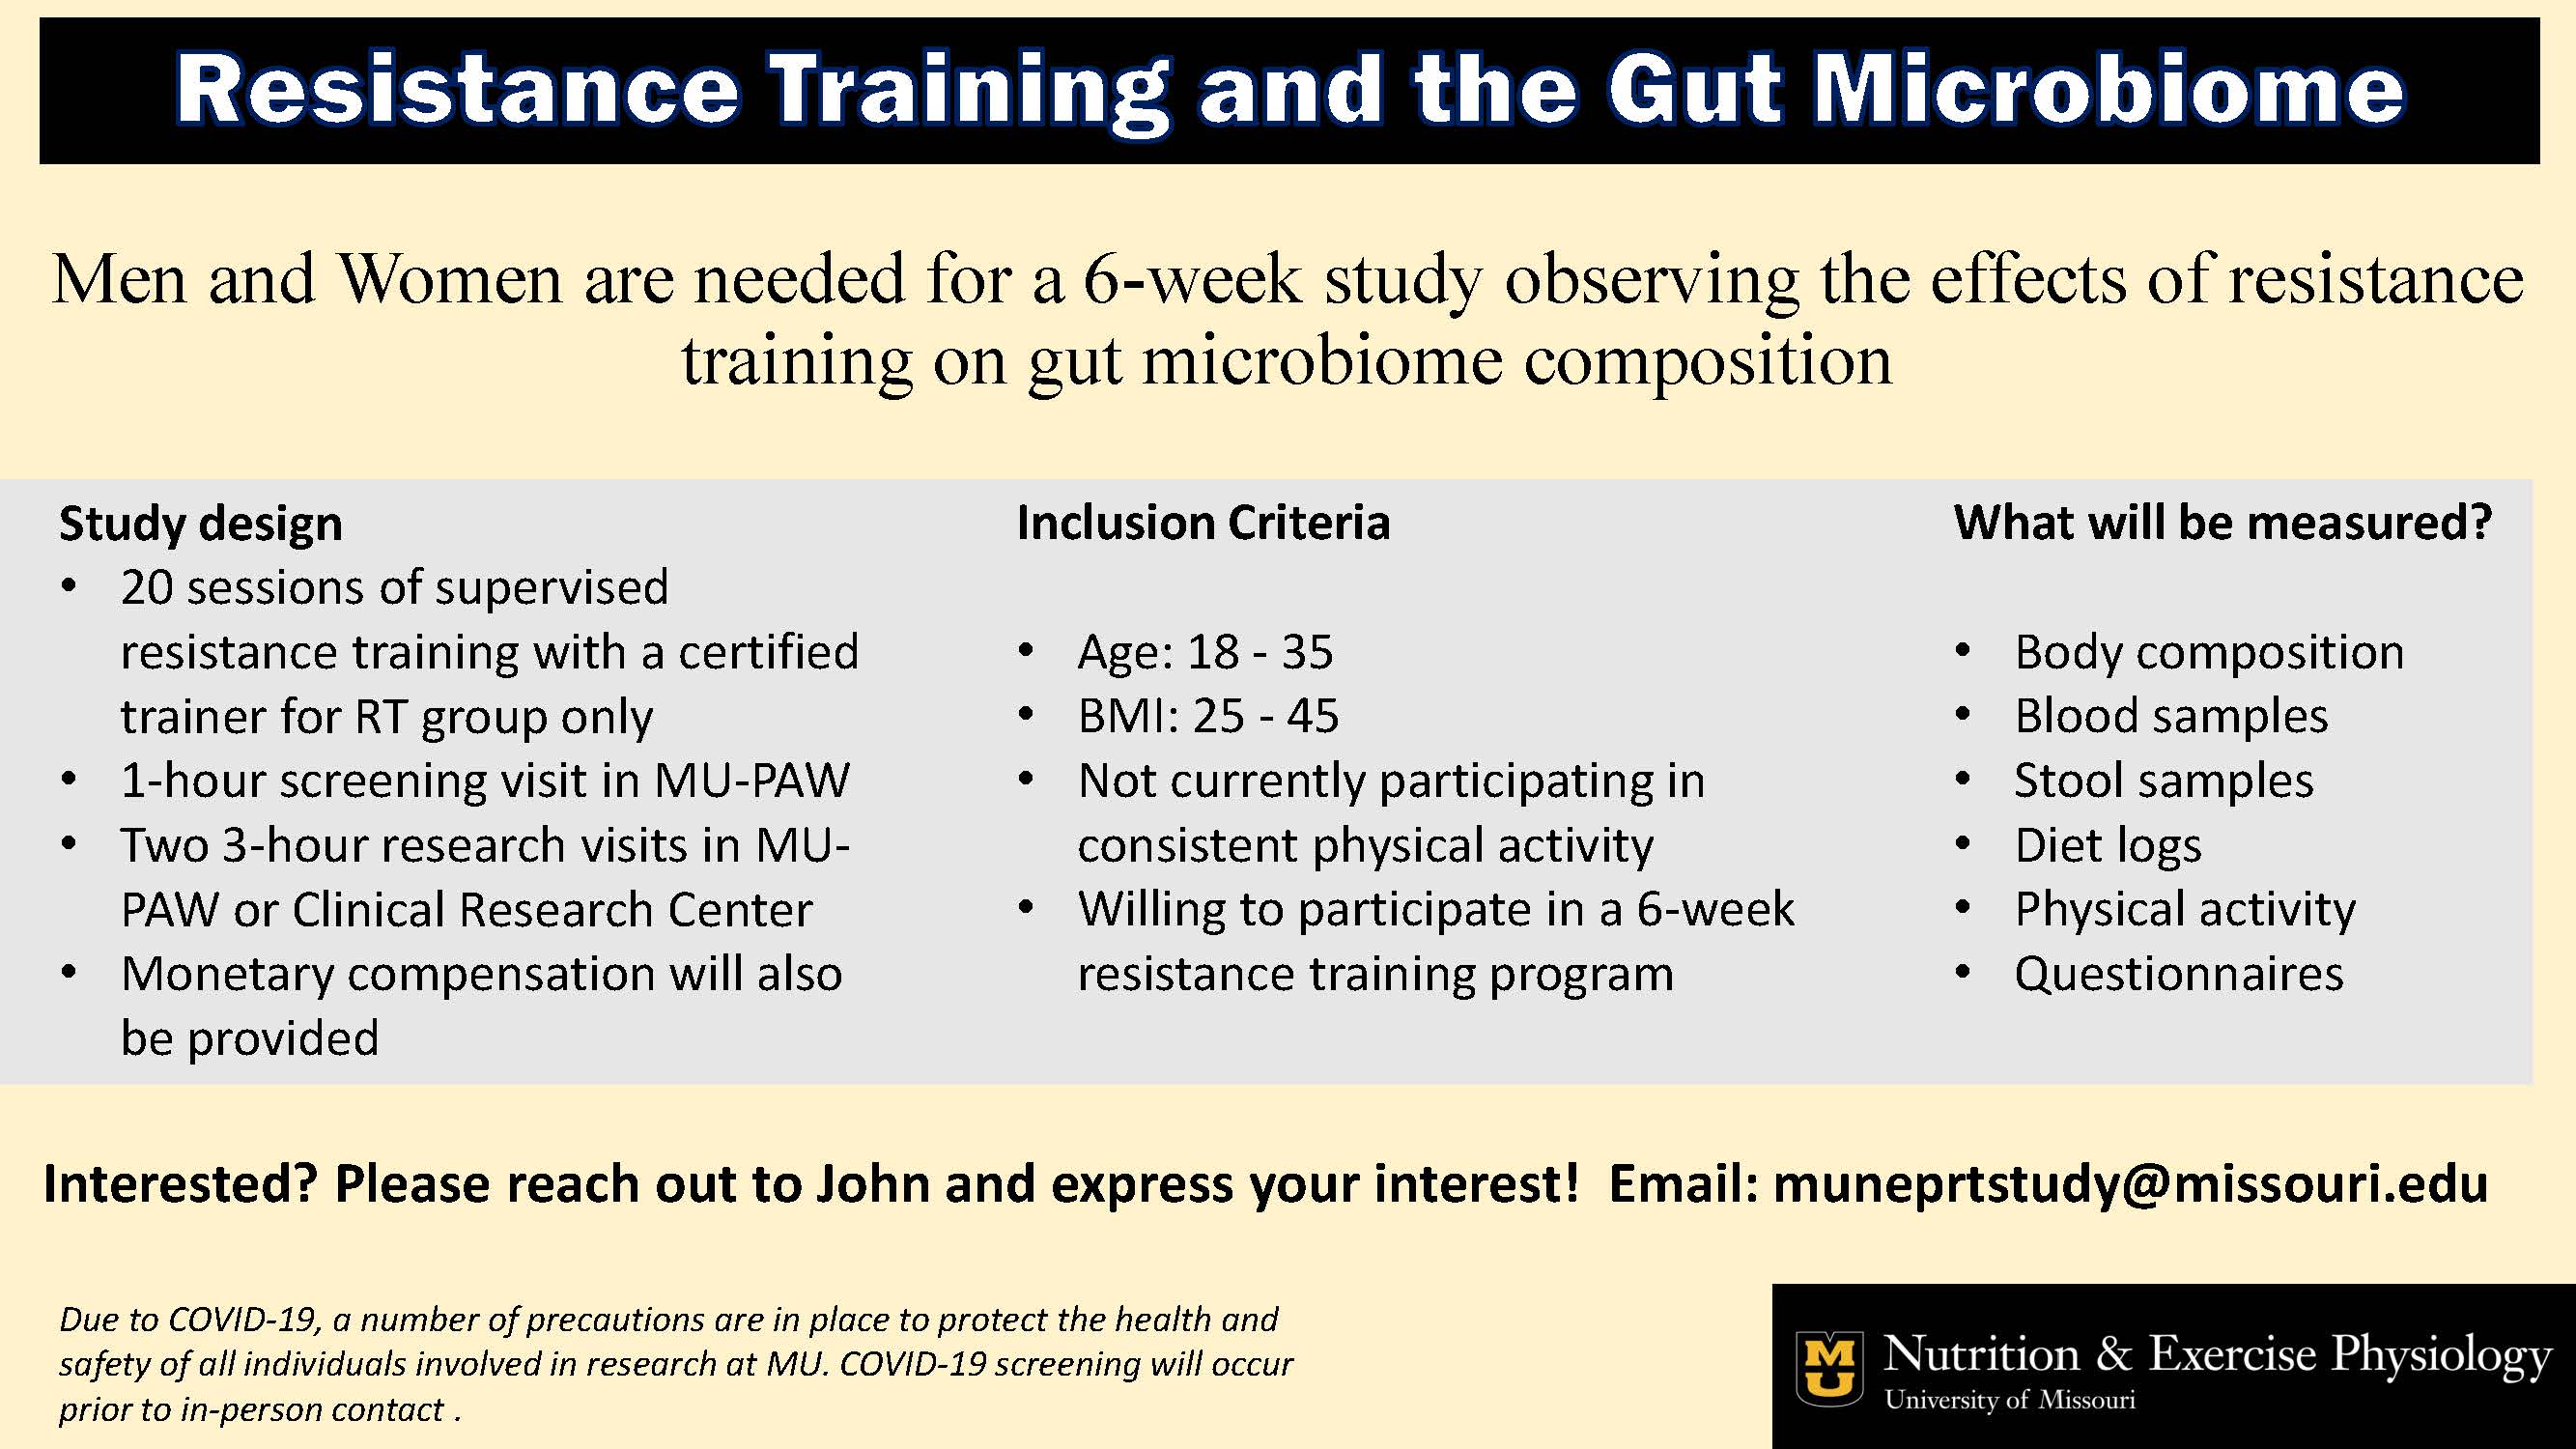 Resistance Training and the Gut Microbiome
Men and Women are needed for a 6-week study observing the effects of resistance
training on gut microbiome composition
Study design
• 20 sessions of supervised
resistance training with a certified
trainer for RT group only
• 1-hour screening visit in MU-PAW
• Two 3-hour research visits in MU-
PAW or Clinical Research Center
• Monetary compensation will also
be provided
Inclusion Criteria
• Age: 18 - 35
• BMI: 25 - 45
• Not currently participating in
consistent physical activity
• Willing to participate in a 6-week
resistance training program
What will be measured?
• Body composition
• Blood samples
• Stool samples
• Diet logs
• Physical activity
• Questionnaires
Interested? Please reach out to John and express your interest! Email: muneprtstudy@missouri.edu
Due to COVID-19, a number of precautions are in place to protect the health and
safety of all individuals involved in research at MU. COVID-19 screening will occur
prior to in-person contact .
MU
Nutrition & Exercise Physiology
University of Missouri